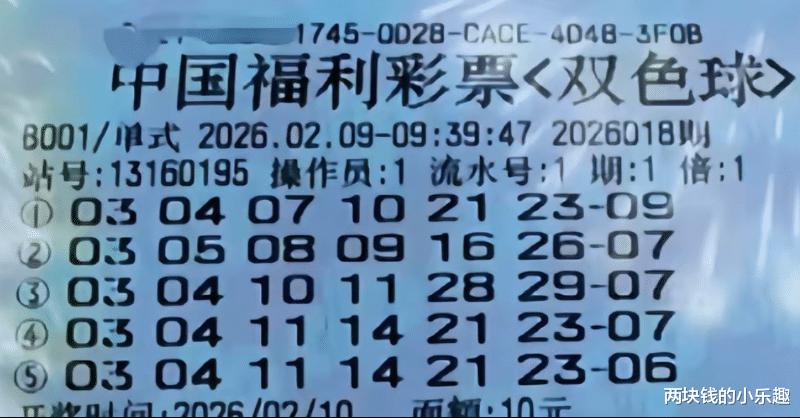 1745-0D28-CACE-4D48-3F0B
中国福利彩票<双色球>
B001/单式 2026.02.09-09:39:47 2026018期
站号:13160195 操作员:1 流水号:1 期:1 倍:1
① 03 04 07 10 21 23-09
② 03 05 08 09 16 26-07
③ 03 04 10 11 28 29-07
④ 03 04 11 14 21 23-07
⑤ 03 04 11 14 21 23-06
开奖时间:2026/02/10 面额:10元
两块钱的小乐趣